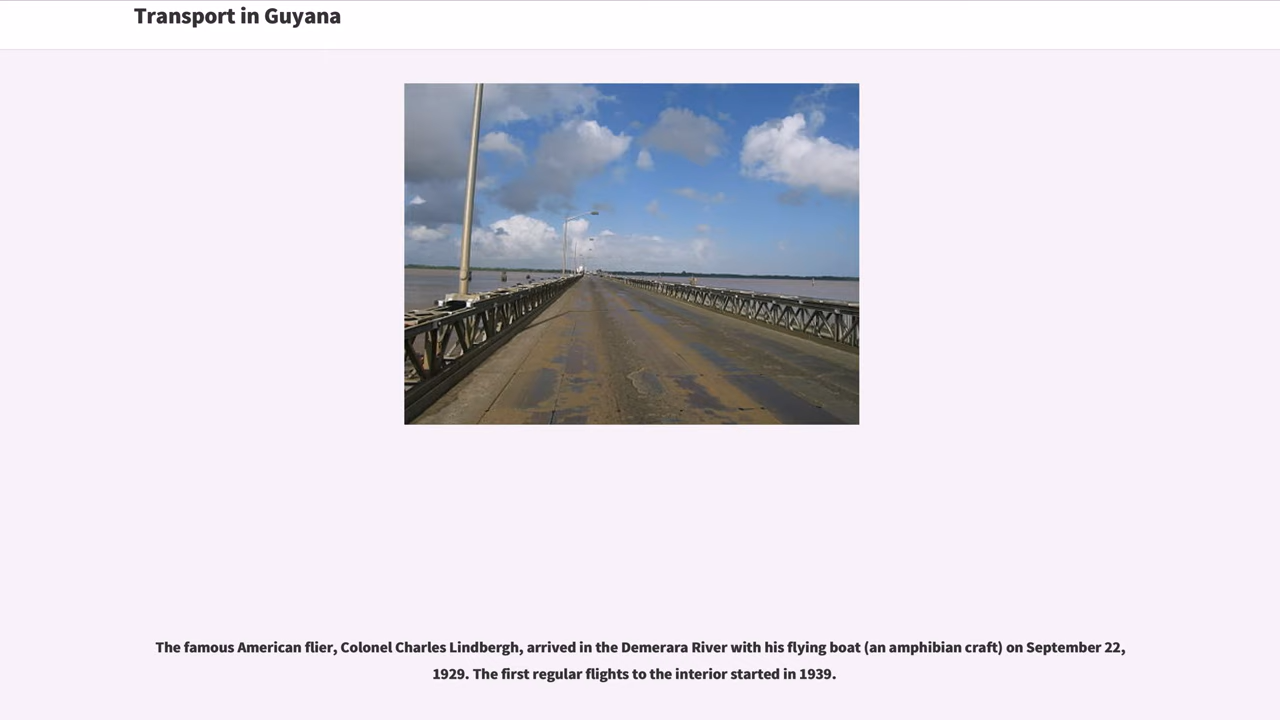 Transport in Guyana
The famous American flier, Colonel Charles Lindbergh, arrived in the Demerara River with his flying boat (an amphibian craft) on September 22,
1929. The first regular flights to the interior started in 1939.